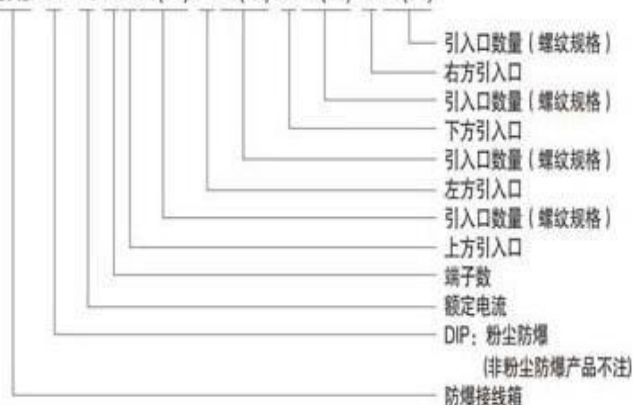 引入口数量（螺纹规格）
右方引入口
引入口数量（螺纹规格）
下方引入口
引入口数量（螺纹规格）
左方引入口
引入口数量（螺纹规格）
上方引入口
端子数
额定电流
DIP：粉尘防爆
(非粉尘防爆产品不注)
防爆接线箱